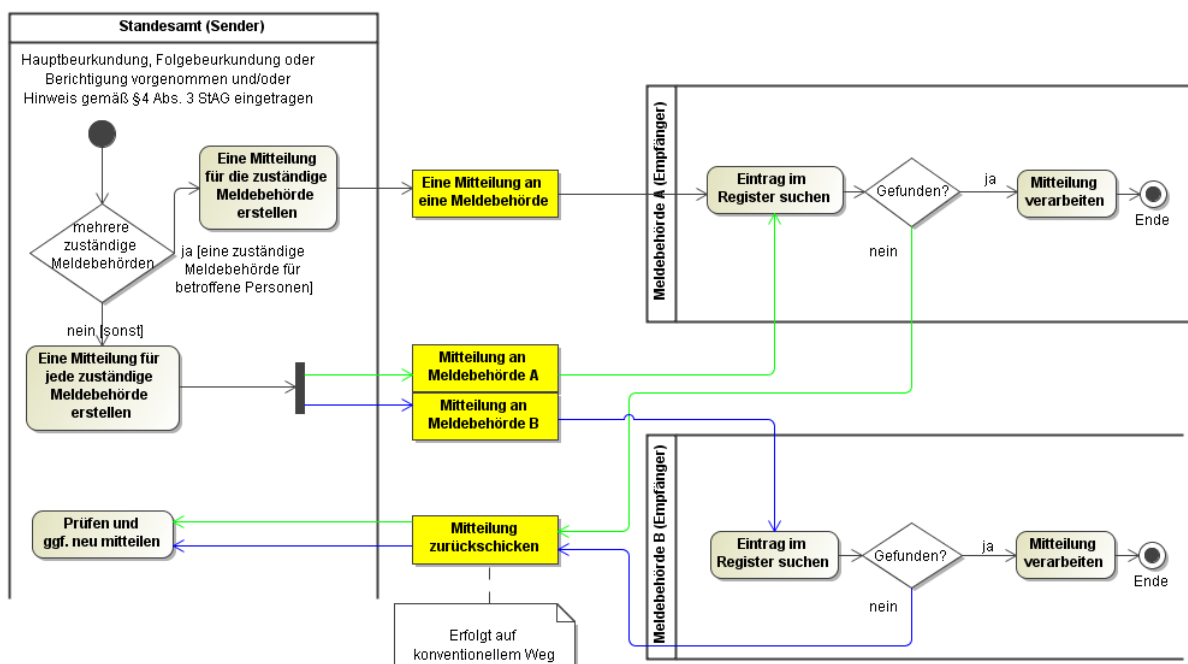 Standesamt (Sender)
Hauptbeurkundung, Folgebeurkundung oder
Berichtigung vorgenommen und/oder
Hinweis gemäß §4 Abs. 3 StAG eingetragen
Eine Mitteilung
für die zuständige
Meldebehörde
erstellen
mehrere
zuständige
Meldebehörden
ja [eine zuständige
Meldebehörde für
betroffene Personen]
nein [sonst]
Eine Mitteilung für
jede zuständige
Meldebehörde
erstellen
Prüfen und
ggf. neu mitteilen
Eine Mitteilung an
eine Meldebehörde
Mitteilung an
Meldebehörde A
Mitteilung an
Meldebehörde B
Mitteilung
zurückschicken
Erfolgt auf
konventionellem Weg
Meldebehörde A (Empfänger)
Eintrag im
Register suchen
Gefunden?
ja
nein
Mitteilung
verarbeiten
Ende
Meldebehörde B (Empfänger)
Eintrag im
Register suchen
Gefunden?
ja
nein
Mitteilung
verarbeiten
Ende